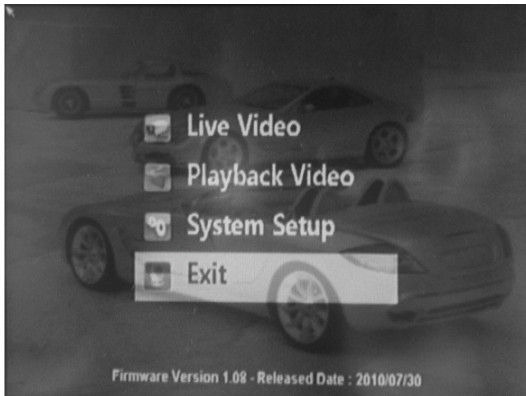 Live Video
Playback Video
System Setup
Exit
Firmware Version 1.08 - Released Date : 2010/07/30